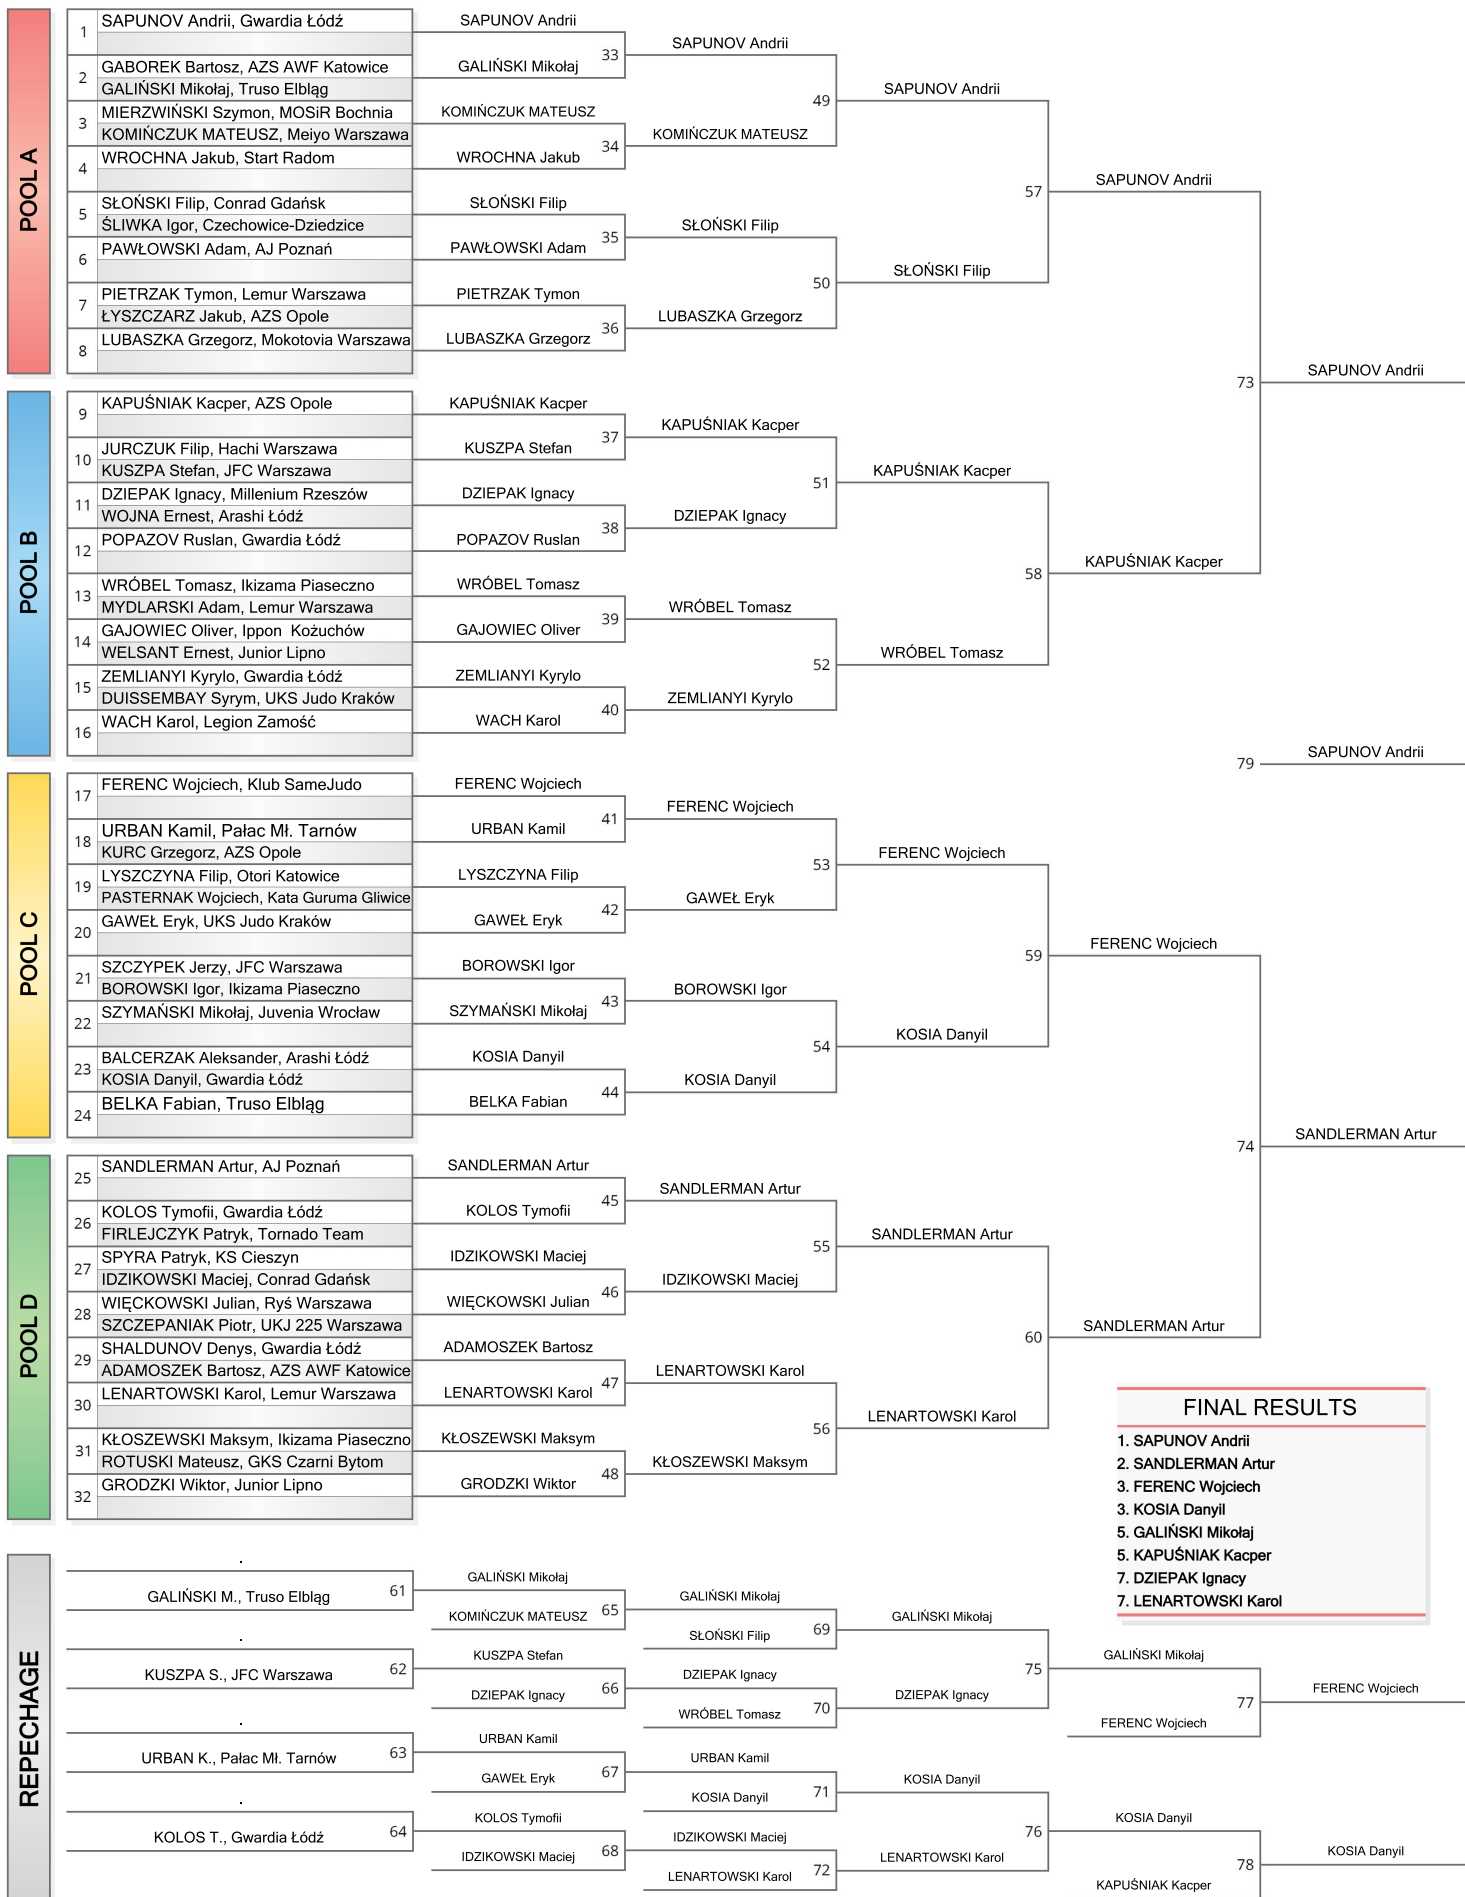 POOL A
1
SAPUNOV Andrii, Gwardia Łódź
2
GABOREK Bartosz, AZS AWF Katowice
GALIŃSKI Mikołaj, Truso Elbląg
3
MIERZWIŃSKI Szymon, MOSiR Bochnia
KOMIŃCZUK MATEUSZ, Meiyo Warszawa
4
WROCHNA Jakub, Start Radom
5
SŁOŃSKI Filip, Conrad Gdańsk
ŚLIWKA Igor, Czechowice-Dziedzice
6
PAWŁOWSKI Adam, AJ Poznań
7
PIETRZAK Tymon, Lemur Warszawa
ŁYSZCZARZ Jakub, AZS Opole
8
LUBASZKA Grzegorz, Mokotovia Warszawa
SAPUNOV Andrii
33
GALIŃSKI Mikołaj
KOMIŃCZUK MATEUSZ
34
WROCHNA Jakub
SŁOŃSKI Filip
35
PAWŁOWSKI Adam
PIETRZAK Tymon
36
LUBASZKA Grzegorz
SAPUNOV Andrii
49
KOMIŃCZUK MATEUSZ
SŁOŃSKI Filip
50
LUBASZKA Grzegorz
SAPUNOV Andrii
57
SŁOŃSKI Filip
SAPUNOV Andrii
POOL B
9
KAPUŚNIAK Kacper, AZS Opole
10
JURCZUK Filip, Hachi Warszawa
KUSZPA Stefan, JFC Warszawa
11
DZIEPAK Ignacy, Millenium Rzeszów
WOJNA Ernest, Arashi Łódź
12
POPAZOV Ruslan, Gwardia Łódź
13
WRÓBEL Tomasz, Ikizama Piaseczno
MYDLARSKI Adam, Lemur Warszawa
14
GAJOWIEC Oliver, Ippon  Kożuchów
WELSANT Ernest, Junior Lipno
15
ZEMLIANYI Kyrylo, Gwardia Łódź
DUISSEMBAY Syrym, UKS Judo Kraków
16
WACH Karol, Legion Zamość
KAPUŚNIAK Kacper
37
KUSZPA Stefan
DZIEPAK Ignacy
38
POPAZOV Ruslan
WRÓBEL Tomasz
39
GAJOWIEC Oliver
ZEMLIANYI Kyrylo
40
WACH Karol
KAPUŚNIAK Kacper
51
DZIEPAK Ignacy
WRÓBEL Tomasz
52
ZEMLIANYI Kyrylo
KAPUŚNIAK Kacper
58
WRÓBEL Tomasz
KAPUŚNIAK Kacper
73
SAPUNOV Andrii
79
SAPUNOV Andrii
POOL C
17
FERENC Wojciech, Klub SameJudo
18
URBAN Kamil, Pałac Mł. Tarnów
KURC Grzegorz, AZS Opole
19
LYSZCZYNA Filip, Otori Katowice
PASTERNAK Wojciech, Kata Guruma Gliwice
20
GAWEŁ Eryk, UKS Judo Kraków
21
SZCZYPEK Jerzy, JFC Warszawa
BOROWSKI Igor, Ikizama Piaseczno
22
SZYMAŃSKI Mikołaj, Juvenia Wrocław
23
BALCERZAK Aleksander, Arashi Łódź
KOSIA Danyil, Gwardia Łódź
24
BELKA Fabian, Truso Elbląg
FERENC Wojciech
41
URBAN Kamil
LYSZCZYNA Filip
42
GAWEŁ Eryk
BOROWSKI Igor
43
SZYMAŃSKI Mikołaj
KOSIA Danyil
44
BELKA Fabian
FERENC Wojciech
53
GAWEŁ Eryk
BOROWSKI Igor
54
KOSIA Danyil
FERENC Wojciech
59
KOSIA Danyil
FERENC Wojciech
POOL D
25
SANDLERMAN Artur, AJ Poznań
26
KOLOS Tymofii, Gwardia Łódź
FIRLEJCZYK Patryk, Tornado Team
27
SPYRA Patryk, KS Cieszyn
IDZIKOWSKI Maciej, Conrad Gdańsk
28
WIĘCKOWSKI Julian, Ryś Warszawa
SZCZEPANIAK Piotr, UKJ 225 Warszawa
29
SHALDUNOV Denys, Gwardia Łódź
ADAMOSZEK Bartosz, AZS AWF Katowice
30
LENARTOWSKI Karol, Lemur Warszawa
31
KŁOSZEWSKI Maksym, Ikizama Piaseczno
ROTUSKI Mateusz, GKS Czarni Bytom
32
GRODZKI Wiktor, Junior Lipno
SANDLERMAN Artur
45
KOLOS Tymofii
IDZIKOWSKI Maciej
46
WIĘCKOWSKI Julian
ADAMOSZEK Bartosz
47
LENARTOWSKI Karol
KŁOSZEWSKI Maksym
48
GRODZKI Wiktor
SANDLERMAN Artur
55
IDZIKOWSKI Maciej
LENARTOWSKI Karol
56
KŁOSZEWSKI Maksym
SANDLERMAN Artur
60
LENARTOWSKI Karol
SANDLERMAN Artur
74
SANDLERMAN Artur
FINAL RESULTS
1. SAPUNOV Andrii
2. SANDLERMAN Artur
3. FERENC Wojciech
3. KOSIA Danyil
5. GALIŃSKI Mikołaj
5. KAPUŚNIAK Kacper
7. DZIEPAK Ignacy
7. LENARTOWSKI Karol
REPECHAGE
.
61
GALIŃSKI M., Truso Elbląg
.
62
KUSZPA S., JFC Warszawa
.
63
URBAN K., Pałac Mł. Tarnów
.
64
KOLOS T., Gwardia Łódź
GALIŃSKI Mikołaj
65
KOMIŃCZUK MATEUSZ
KUSZPA Stefan
66
DZIEPAK Ignacy
URBAN Kamil
67
GAWEŁ Eryk
KOLOS Tymofii
68
IDZIKOWSKI Maciej
GALIŃSKI Mikołaj
69
SŁOŃSKI Filip
DZIEPAK Ignacy
70
WRÓBEL Tomasz
URBAN Kamil
71
KOSIA Danyil
IDZIKOWSKI Maciej
72
LENARTOWSKI Karol
GALIŃSKI Mikołaj
75
DZIEPAK Ignacy
KOSIA Danyil
76
LENARTOWSKI Karol
GALIŃSKI Mikołaj
77
FERENC Wojciech
FERENC Wojciech
KOSIA Danyil
78
KAPUŚNIAK Kacper
KOSIA Danyil